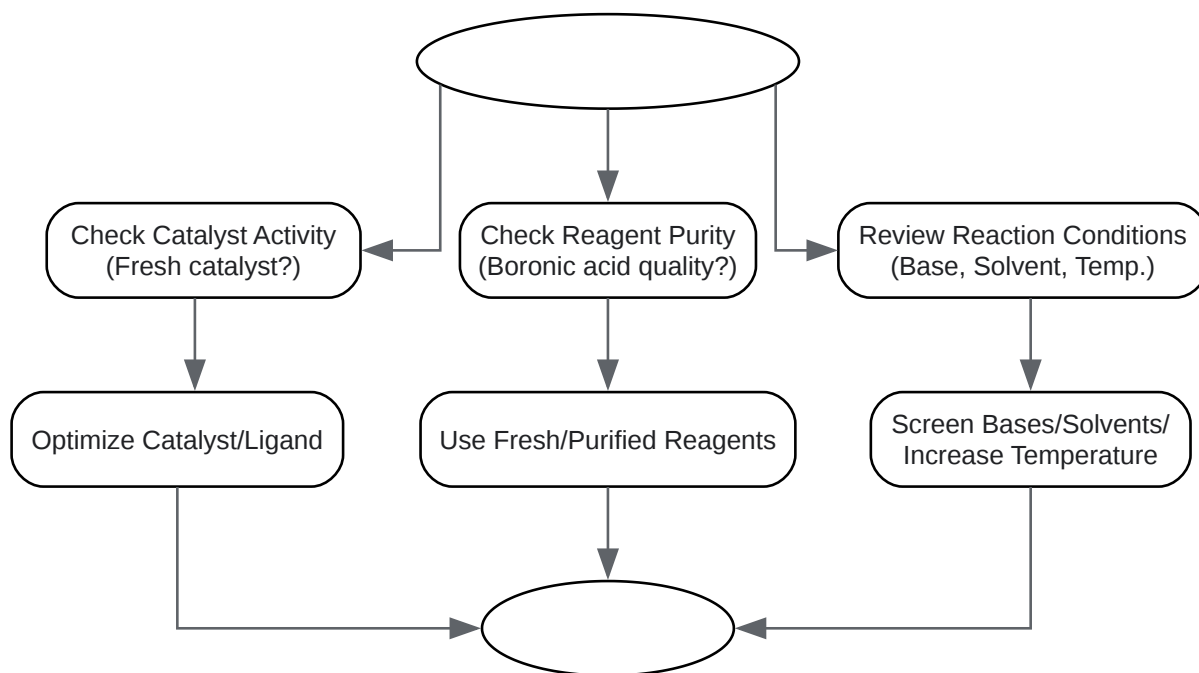 Check Catalyst Activity
(Fresh catalyst?)
Check Reagent Purity
(Boronic acid quality?)
Review Reaction Conditions
(Base, Solvent, Temp.)
Optimize Catalyst/Ligand
Use Fresh/Purified Reagents
Screen Bases/Solvents/
Increase Temperature